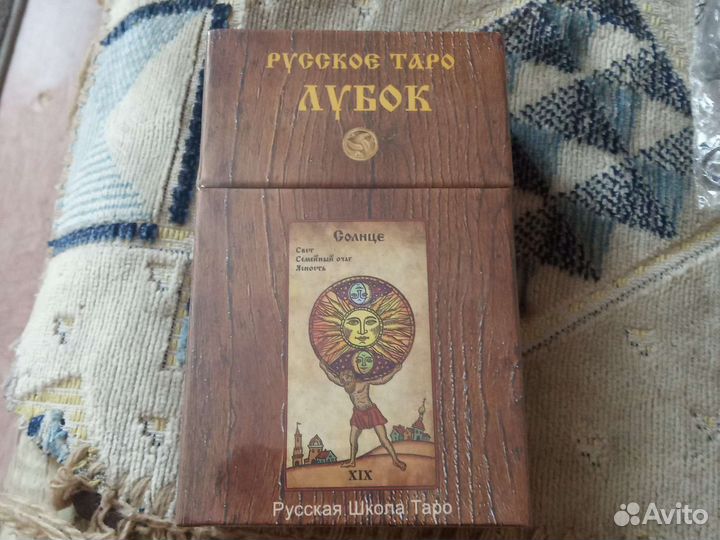 РУССКОЕ ТАРО
ЛУБОК
Солнце
Свет
Семейный очаг
Ясность
XIX
Русская Школа Таро
Avito